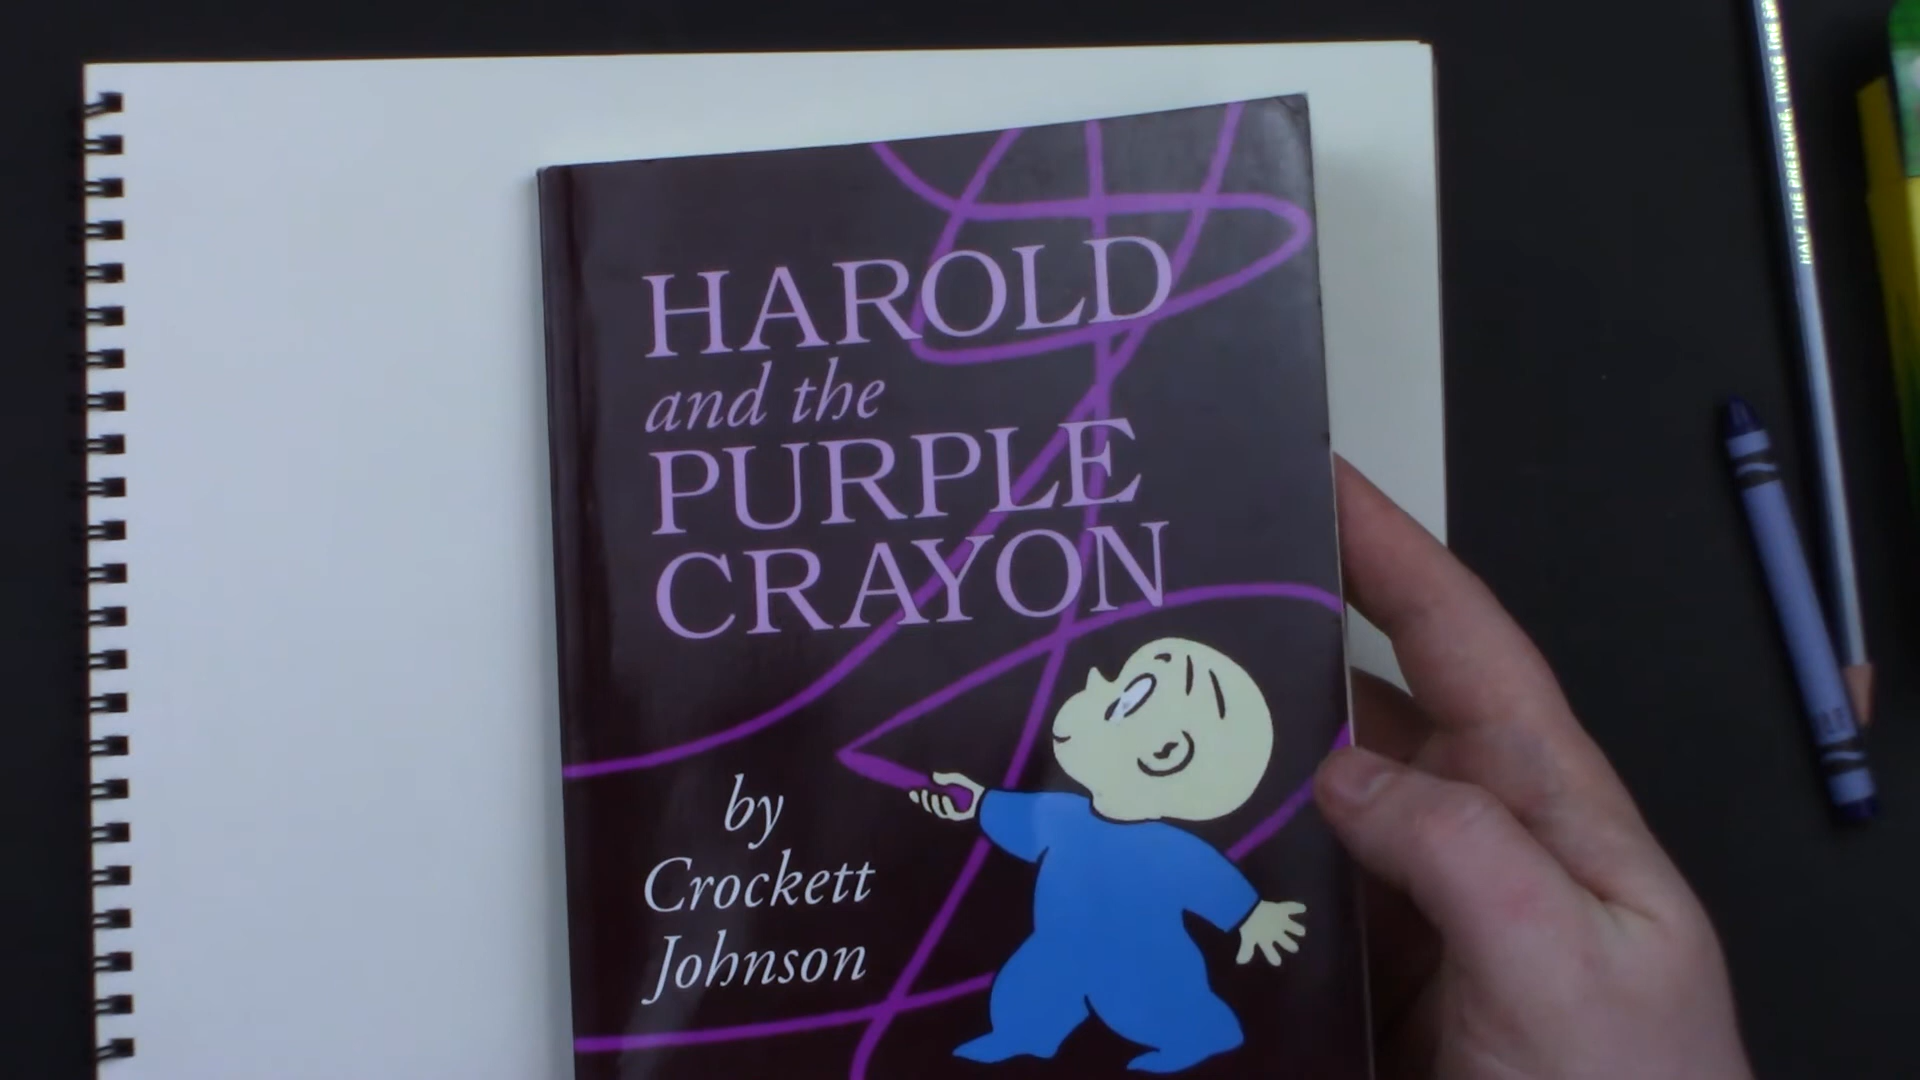 HAROLD
and the
PURPLE
CRAYON
by
Crockett
Johnson
HALF THE PRESSURE, TWICE THE